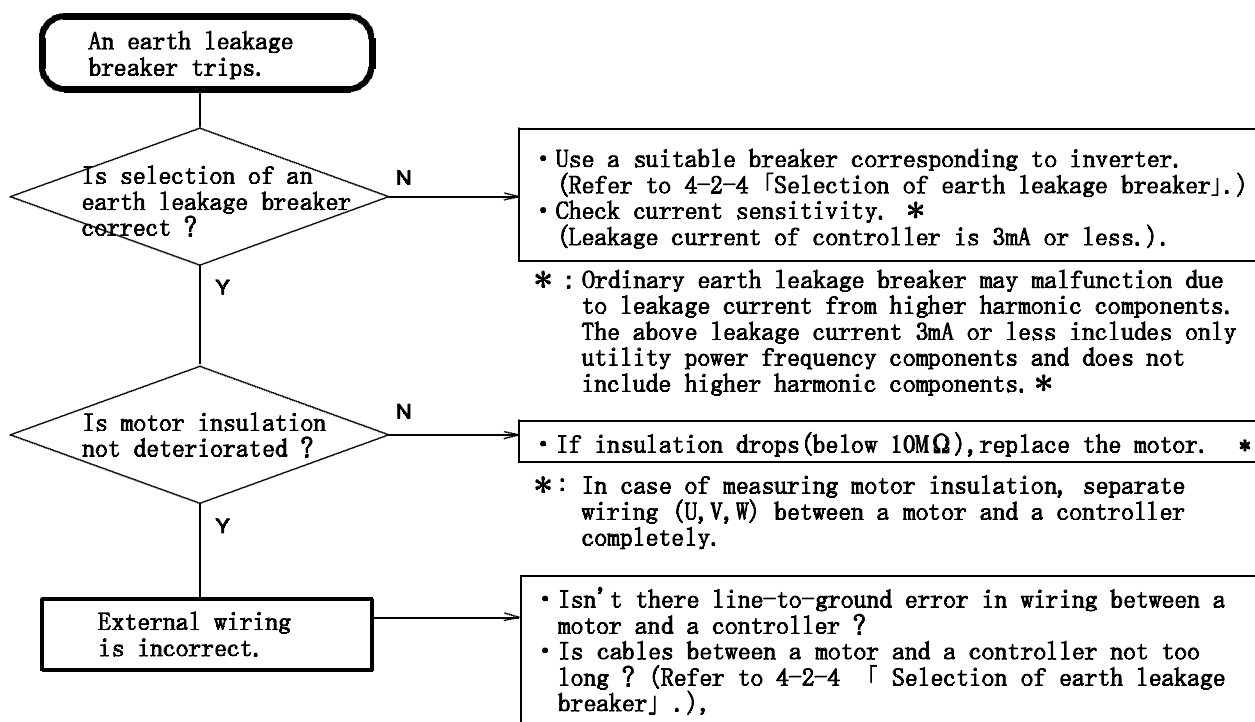 An earth leakage
breaker trips.
Is selection of an
earth leakage breaker
correct ?
N
・Use a suitable breaker corresponding to inverter.
(Refer to 4-2-4「Selection of earth leakage breaker」.)
・Check current sensitivity. *
(Leakage current of controller is 3mA or less.).
Y
* : Ordinary earth leakage breaker may malfunction due
to leakage current from higher harmonic components.
The above leakage current 3mA or less includes only
utility power frequency components and does not
include higher harmonic components. *
Is motor insulation
not deteriorated ?
N
・If insulation drops(below 10MΩ),replace the motor. *
*: In case of measuring motor insulation, separate
wiring (U,V,W) between a motor and a controller
completely.
Y
External wiring
is incorrect.
・Isn't there line-to-ground error in wiring between a
motor and a controller ?
・Is cables between a motor and a controller not too
long ? (Refer to 4-2-4 「 Selection of earth leakage
breaker」 .),